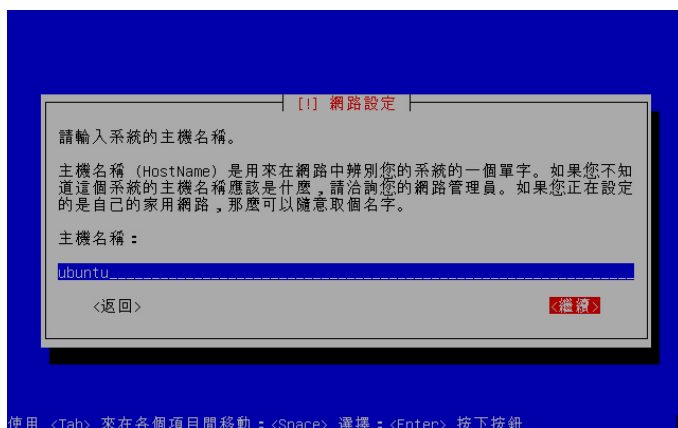 [!] 網路設定
請輸入系統的主機名稱。
主機名稱 (HostName) 是用來在網路中辨別您的系統的一個單字。如果您不知
道這個系統的主機名稱應該是什麼,請洽詢您的網路管理員。如果您正在設定
的是自己的家用網路,那麼可以隨意取個名字。
主機名稱:
ubuntu
<返回> <繼續>
使用 <Tab> 來在各個項目間移動;<Space> 選擇;<Enter> 按下按鈕